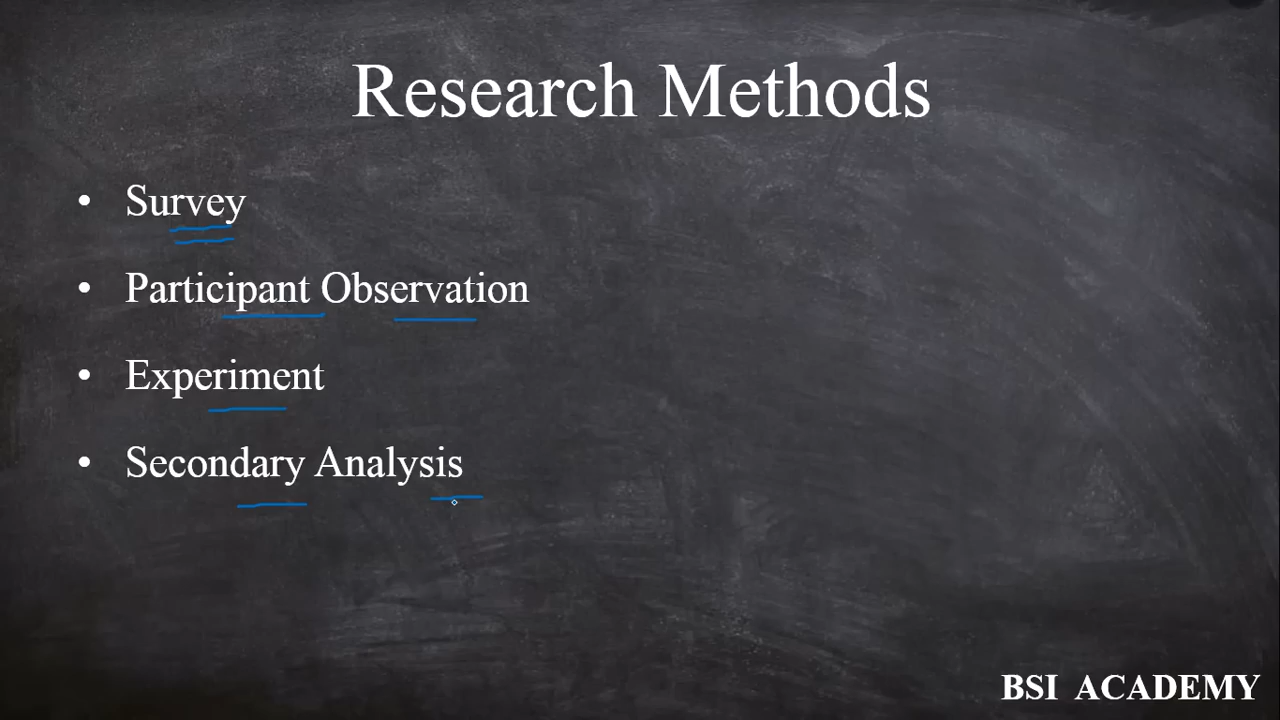 Research Methods
• Survey
• Participant Observation
• Experiment
• Secondary Analysis
BSI ACADEMY